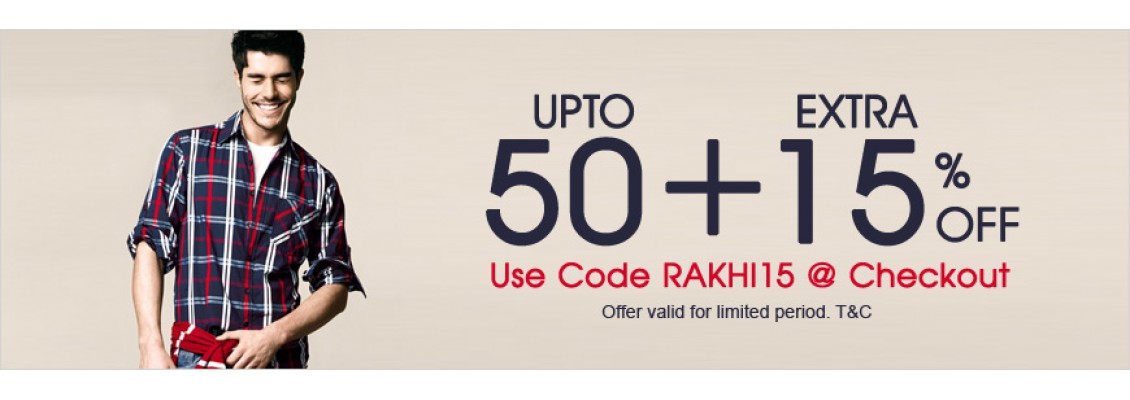 UPTO EXTRA
50+15% OFF
Use Code RAKHI15 @ Checkout
Offer valid for limited period. T&C